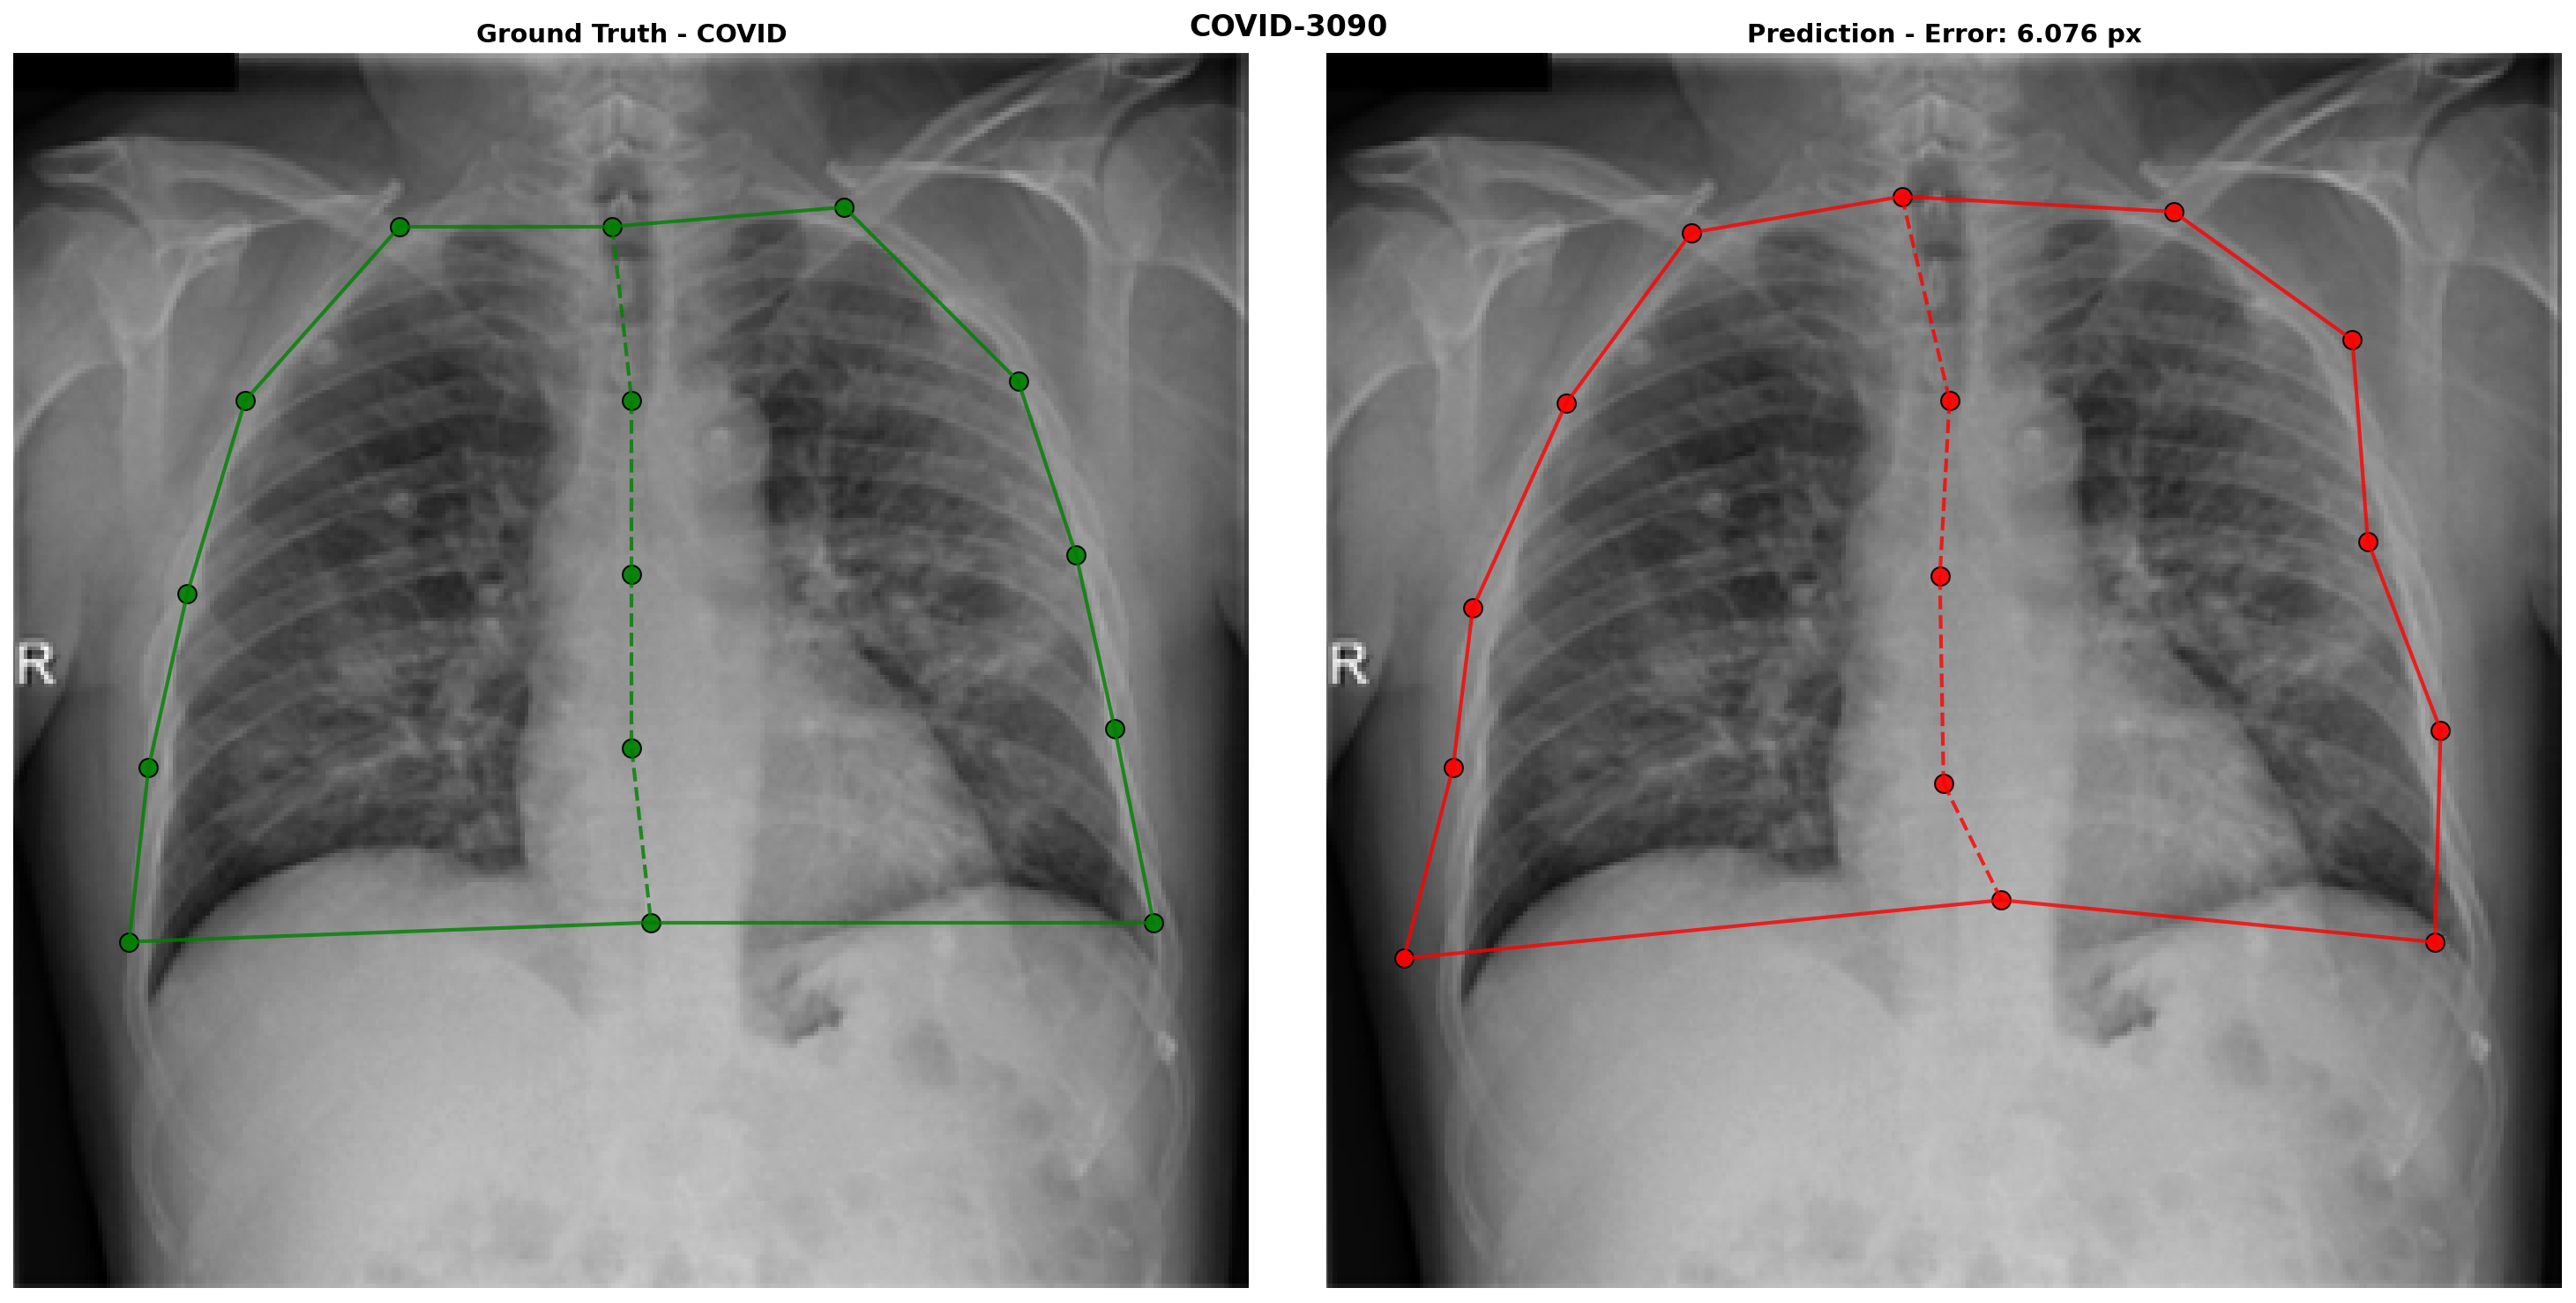 COVID-3090
Ground Truth - COVID
Prediction - Error: 6.076 px
R
R